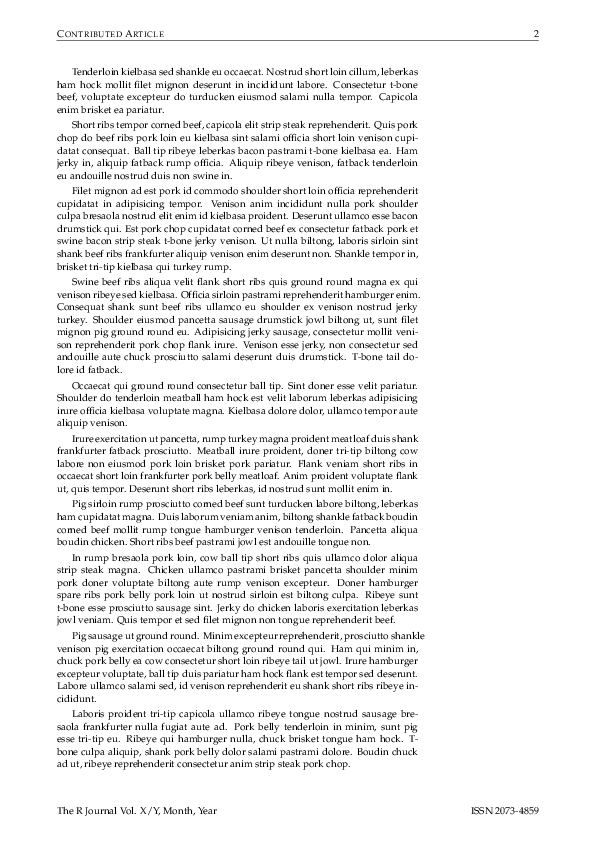 CONTRIBUTED ARTICLE 2
Tenderloin kielbasa sed shankle eu occaecat. Nostrud short loin cillum, leberkas
ham hock mollit filet mignon deserunt in incididunt labore. Consectetur t-bone
beef, voluptate excepteur do turducken eiusmod salami nulla tempor. Capicola
enim brisket ea pariatur.
Short ribs tempor corned beef, capicola elit strip steak reprehenderit. Quis pork
chop do beef ribs pork loin eu kielbasa sint salami officia short loin venison cupi-
datat consequat. Ball tip ribeye leberkas bacon pastrami t-bone kielbasa ea. Ham
jerky in, aliquip fatback rump officia. Aliquip ribeye venison, fatback tenderloin
eu andouille nostrud duis non swine in.
Filet mignon ad est pork id commodo shoulder short loin officia reprehenderit
cupidatat in adipisicing tempor. Venison anim incididunt nulla pork shoulder
culpa bresaola nostrud elit enim id kielbasa proident. Deserunt ullamco esse bacon
drumstick qui. Est pork chop cupidatat corned beef ex consectetur fatback pork et
swine bacon strip steak t-bone jerky venison. Ut nulla biltong, laboris sirloin sint
shank beef ribs frankfurter aliquip venison enim deserunt non. Shankle tempor in,
brisket tri-tip kielbasa qui turkey rump.
Swine beef ribs aliqua velit flank short ribs quis ground round magna ex qui
venison ribeye sed kielbasa. Officia sirloin pastrami reprehenderit hamburger enim.
Consequat shank sunt beef ribs ullamco eu shoulder ex venison nostrud jerky
turkey. Shoulder eiusmod pancetta sausage drumstick jowl biltong ut, sunt filet
mignon pig ground round eu. Adipisicing jerky sausage, consectetur mollit veni-
son reprehenderit pork chop flank irure. Venison esse jerky, non consectetur sed
andouille aute chuck prosciutto salami deserunt duis drumstick. T-bone tail do-
lore id fatback.
Occaecat qui ground round consectetur ball tip. Sint doner esse velit pariatur.
Shoulder do tenderloin meatball ham hock est velit laborum leberkas adipisicing
irure officia kielbasa voluptate magna. Kielbasa dolore dolor, ullamco tempor aute
aliquip venison.
Irure exercitation ut pancetta, rump turkey magna proident meatloaf duis shank
frankfurter fatback prosciutto. Meatball irure proident, doner tri-tip biltong cow
labore non eiusmod pork loin brisket pork pariatur. Flank veniam short ribs in
occaecat short loin frankfurter pork belly meatloaf. Anim proident voluptate flank
ut, quis tempor. Deserunt short ribs leberkas, id nostrud sunt mollit enim in.
Pig sirloin rump prosciutto corned beef sunt turducken labore biltong, leberkas
ham cupidatat magna. Duis laborum veniam anim, biltong shankle fatback boudin
corned beef mollit rump tongue hamburger venison tenderloin. Pancetta aliqua
boudin chicken. Short ribs beef pastrami jowl est andouille tongue non.
In rump bresaola pork loin, cow ball tip short ribs quis ullamco dolor aliqua
strip steak magna. Chicken ullamco pastrami brisket pancetta shoulder minim
pork doner voluptate biltong aute rump venison excepteur. Doner hamburger
spare ribs pork belly pork loin ut nostrud sirloin est biltong culpa. Ribeye sunt
t-bone esse prosciutto sausage sint. Jerky do chicken laboris exercitation leberkas
jowl veniam. Quis tempor et sed filet mignon non tongue reprehenderit beef.
Pig sausage ut ground round. Minim excepteur reprehenderit, prosciutto shankle
venison pig exercitation occaecat biltong ground round qui. Ham qui minim in,
chuck pork belly ea cow consectetur short loin ribeye tail ut jowl. Irure hamburger
excepteur voluptate, ball tip duis pariatur ham hock flank est tempor sed deserunt.
Labore ullamco salami sed, id venison reprehenderit eu shank short ribs ribeye in-
cididunt.
Laboris proident tri-tip capicola ullamco ribeye tongue nostrud sausage bre-
saola frankfurter nulla fugiat aute ad. Pork belly tenderloin in minim, sunt pig
esse tri-tip eu. Ribeye qui hamburger nulla, chuck brisket tongue ham hock. T-
bone culpa aliquip, shank pork belly dolor salami pastrami dolore. Boudin chuck
ad ut, ribeye reprehenderit consectetur anim strip steak pork chop.
The R Journal Vol. X/Y, Month, Year ISSN 2073-4859